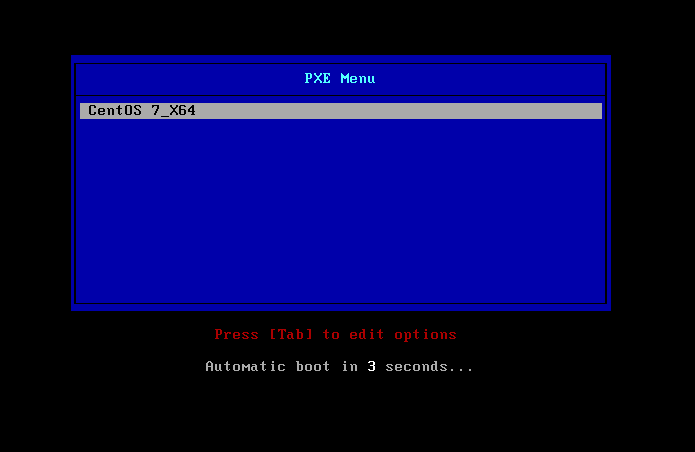 PXE Menu
CentOS 7_X64
Press [Tab] to edit options
Automatic boot in 3 seconds...